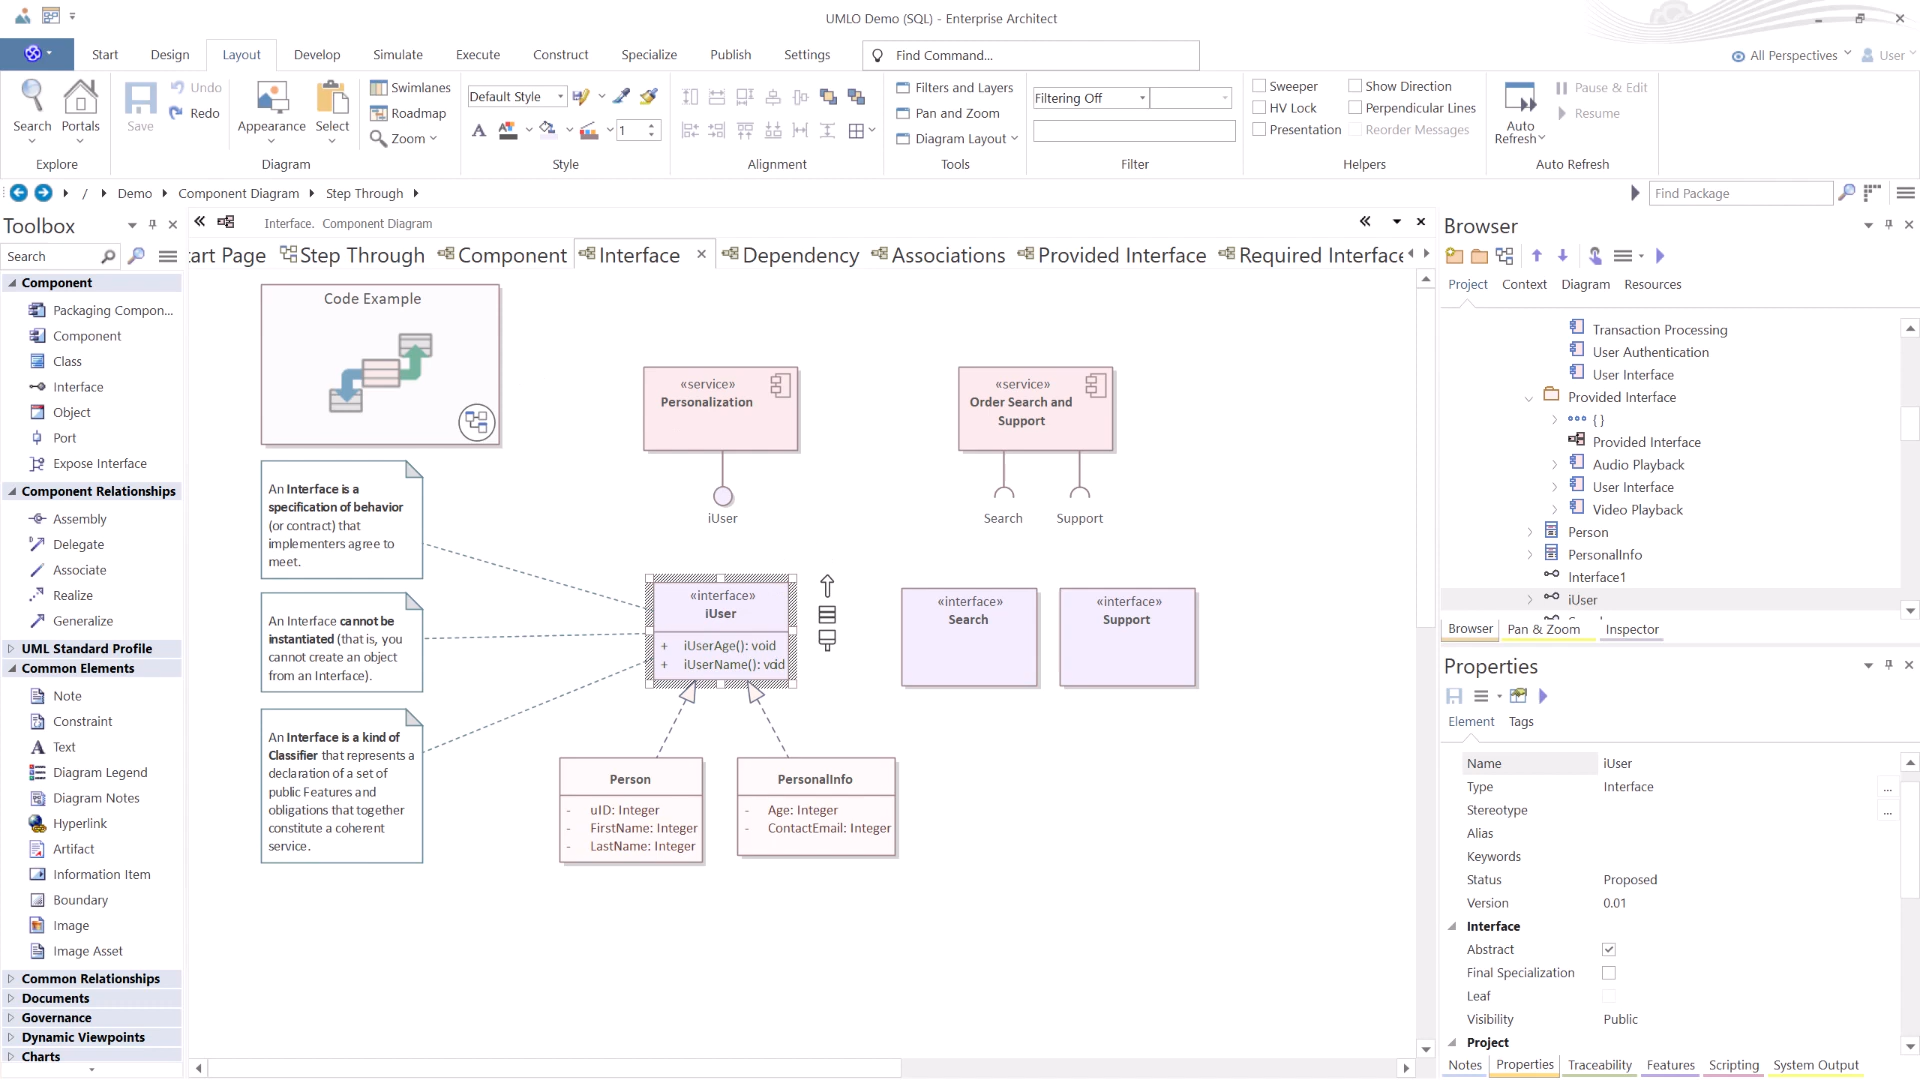 UMLO Demo (SQL) - Enterprise Architect
Start
Design
Layout
Develop
Simulate
Execute
Construct
Specialize
Publish
Settings
Find Command...
All Perspectives
User
Search
Portals
Explore
Save
Undo
Redo
Appearance
Select
Swimlanes
Roadmap
Zoom
Diagram
Default Style
1
Style
Alignment
Filters and Layers
Pan and Zoom
Diagram Layout
Tools
Filtering Off
Filter
Sweeper
HV Lock
Presentation
Show Direction
Perpendicular Lines
Reorder Messages
Helpers
Auto
Refresh
Pause & Edit
Resume
Auto Refresh
/
Demo
Component Diagram
Step Through
Find Package
Toolbox
Search
Component
Packaging Compon...
Component
Class
Interface
Object
Port
Expose Interface
Component Relationships
Assembly
Delegate
Associate
Realize
Generalize
UML Standard Profile
Common Elements
Note
Constraint
Text
Diagram Legend
Diagram Notes
Hyperlink
Artifact
Information Item
Boundary
Image
Image Asset
Common Relationships
Documents
Governance
Dynamic Viewpoints
Charts
Interface. Component Diagram
art Page
Step Through
Component
Interface
Dependency
Associations
Provided Interface
Required Interface
Code Example
An Interface is a
specification of behavior
(or contract) that
implementers agree to
meet.
An Interface cannot be
instantiated (that is, you
cannot create an object
from an Interface).
An Interface is a kind of
Classifier that represents a
declaration of a set of
public Features and
obligations that together
constitute a coherent
service.
«service»
Personalization
iUser
«service»
Order Search and
Support
Search
Support
«interface»
iUser
+ iUserAge(): void
+ iUserName(): void
«interface»
Search
«interface»
Support
Person
- uID: Integer
- FirstName: Integer
- LastName: Integer
PersonalInfo
- Age: Integer
- ContactEmail: Integer
Browser
Project
Context
Diagram
Resources
Transaction Processing
User Authentication
User Interface
Provided Interface
{ }
Provided Interface
Audio Playback
User Interface
Video Playback
Person
PersonalInfo
Interface1
iUser
Browser
Pan & Zoom
Inspector
Properties
Element
Tags
Name iUser
Type Interface ...
Stereotype ...
Alias
Keywords
Status Proposed
Version 0.01
Interface
Abstract
Final Specialization
Leaf
Visibility Public
Project
Notes
Properties
Traceability
Features
Scripting
System Output